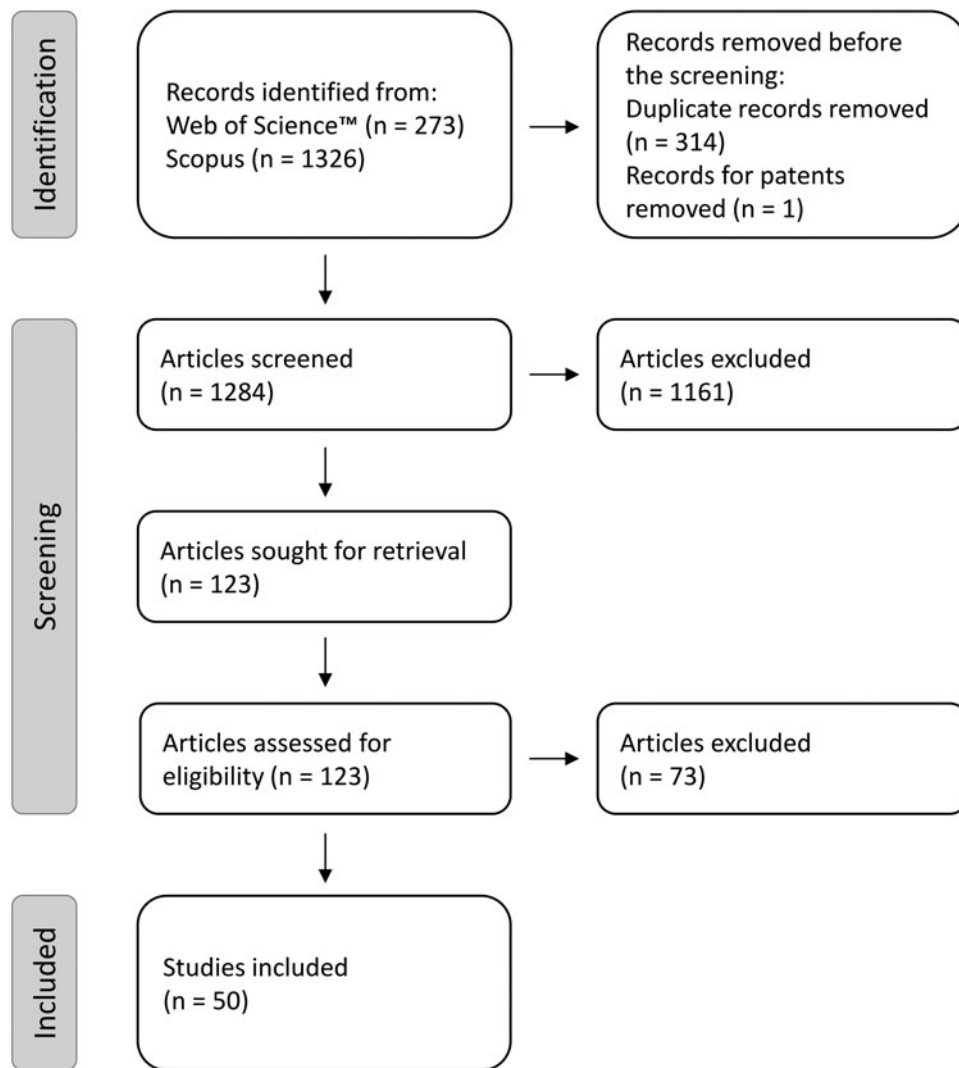 Identification
Records identified from:
Web of Science™ (n = 273)
Scopus (n = 1326)
Records removed before
the screening:
Duplicate records removed
(n = 314)
Records for patents
removed (n = 1)
Screening
Articles screened
(n = 1284)
Articles excluded
(n = 1161)
Articles sought for retrieval
(n = 123)
Articles assessed for
eligibility (n = 123)
Articles excluded
(n = 73)
Included
Studies included
(n = 50)